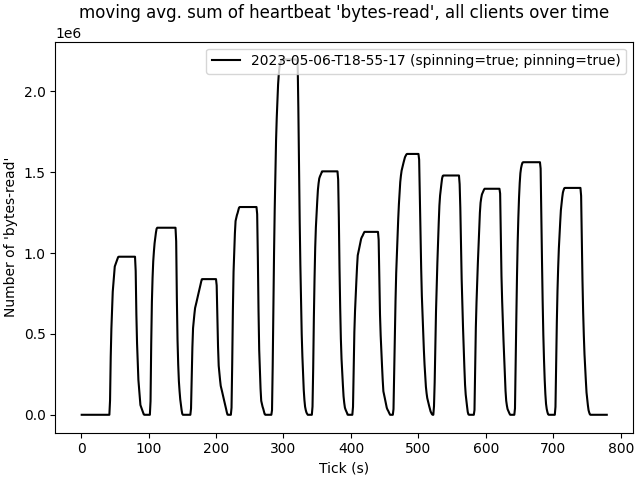 moving avg. sum of heartbeat 'bytes-read', all clients over time
1e6
2023-05-06-T18-55-17 (spinning=true; pinning=true)
2.0
1.5
1.0
0.5
0.0
Number of 'bytes-read'
0 100 200 300 400 500 600 700 800
Tick (s)